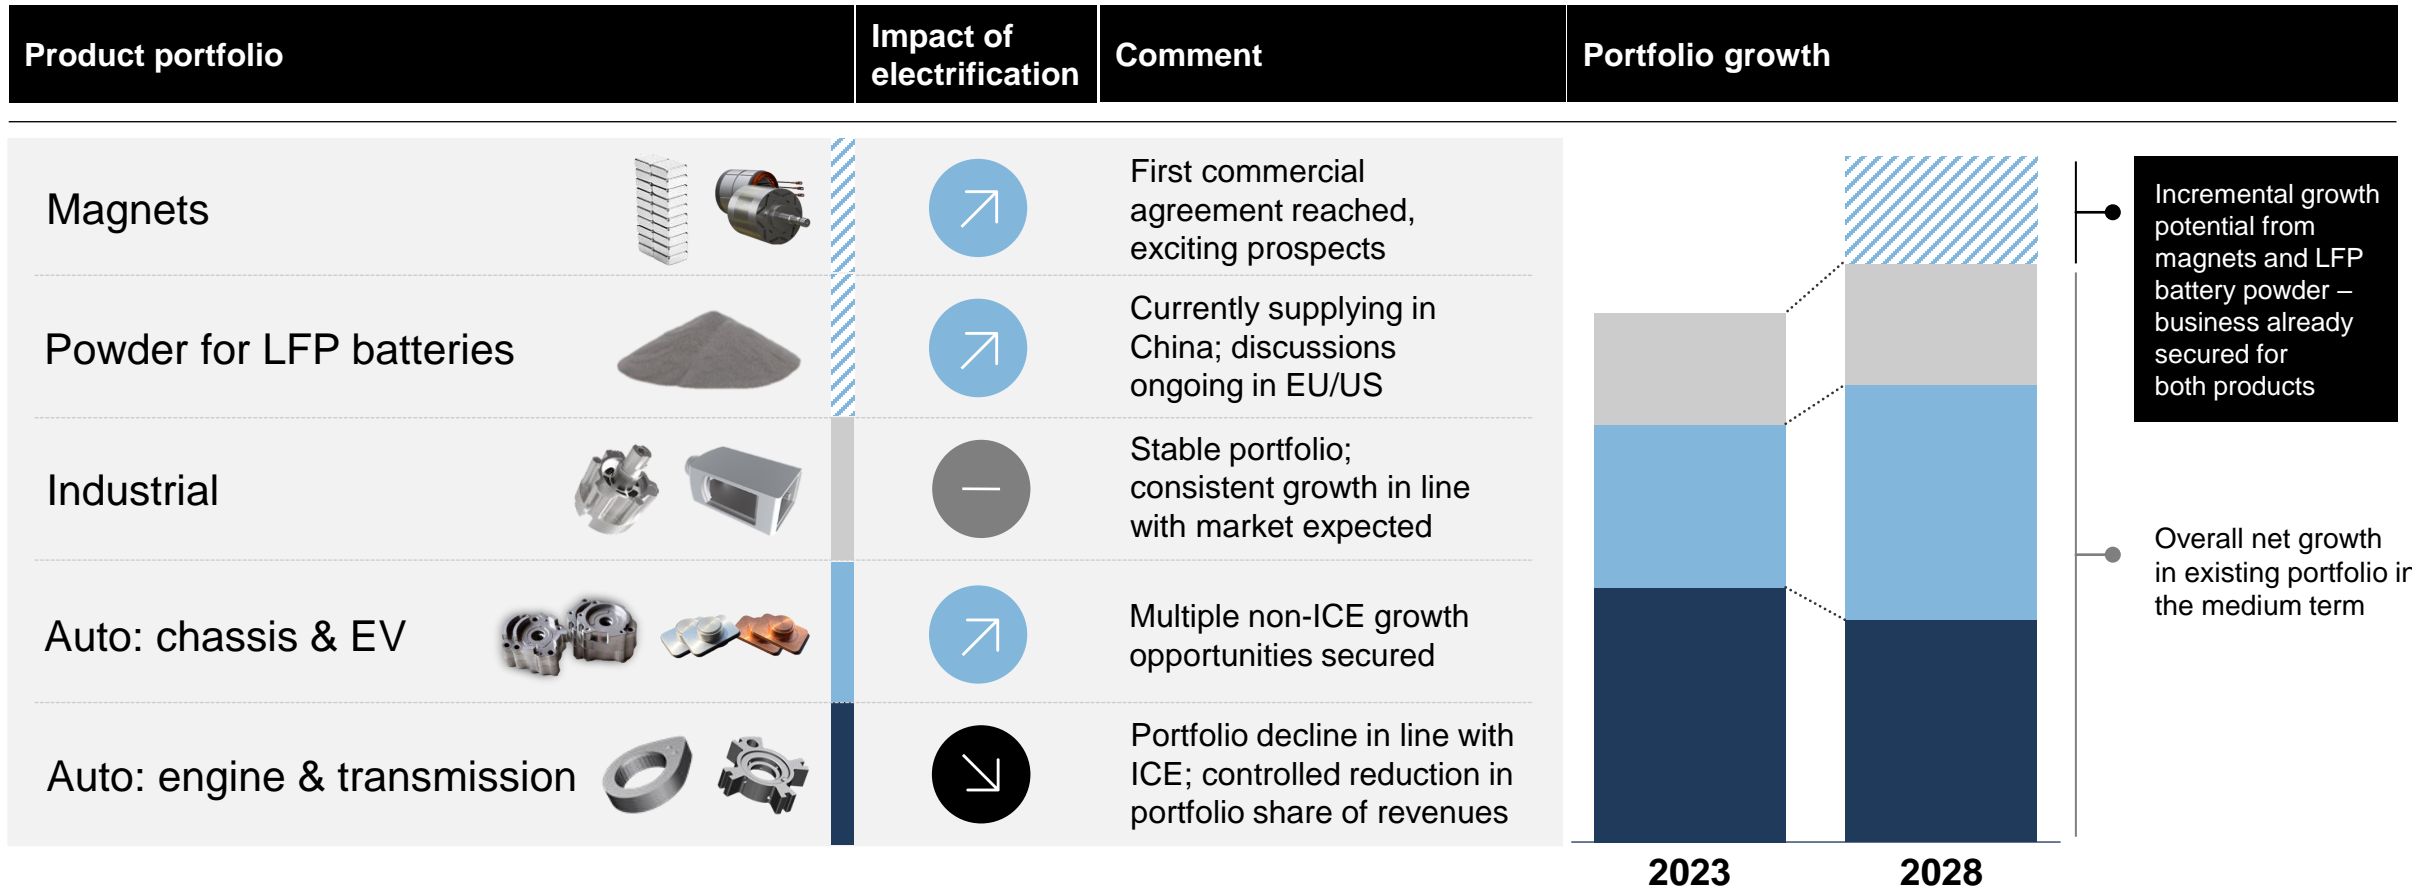 Product portfolio
Impact of
electrification
Comment
Portfolio growth
Magnets
First commercial
agreement reached,
exciting prospects
Powder for LFP batteries
Currently supplying in
China; discussions
ongoing in EU/US
Industrial
Stable portfolio;
consistent growth in line
with market expected
Auto: chassis & EV
Multiple non-ICE growth
opportunities secured
Auto: engine & transmission
Portfolio decline in line with
ICE; controlled reduction in
portfolio share of revenues
Incremental growth
potential from
magnets and LFP
battery powder –
business already
secured for
both products
Overall net growth
in existing portfolio in
the medium term
2023
2028